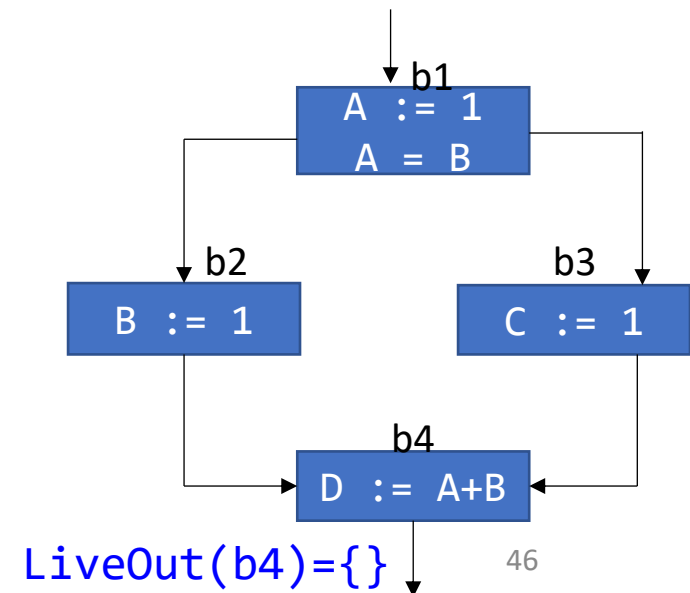 b1
A := 1
A = B
b2
b3
B := 1
C := 1
b4
D := A+B
LiveOut(b4)={}
46